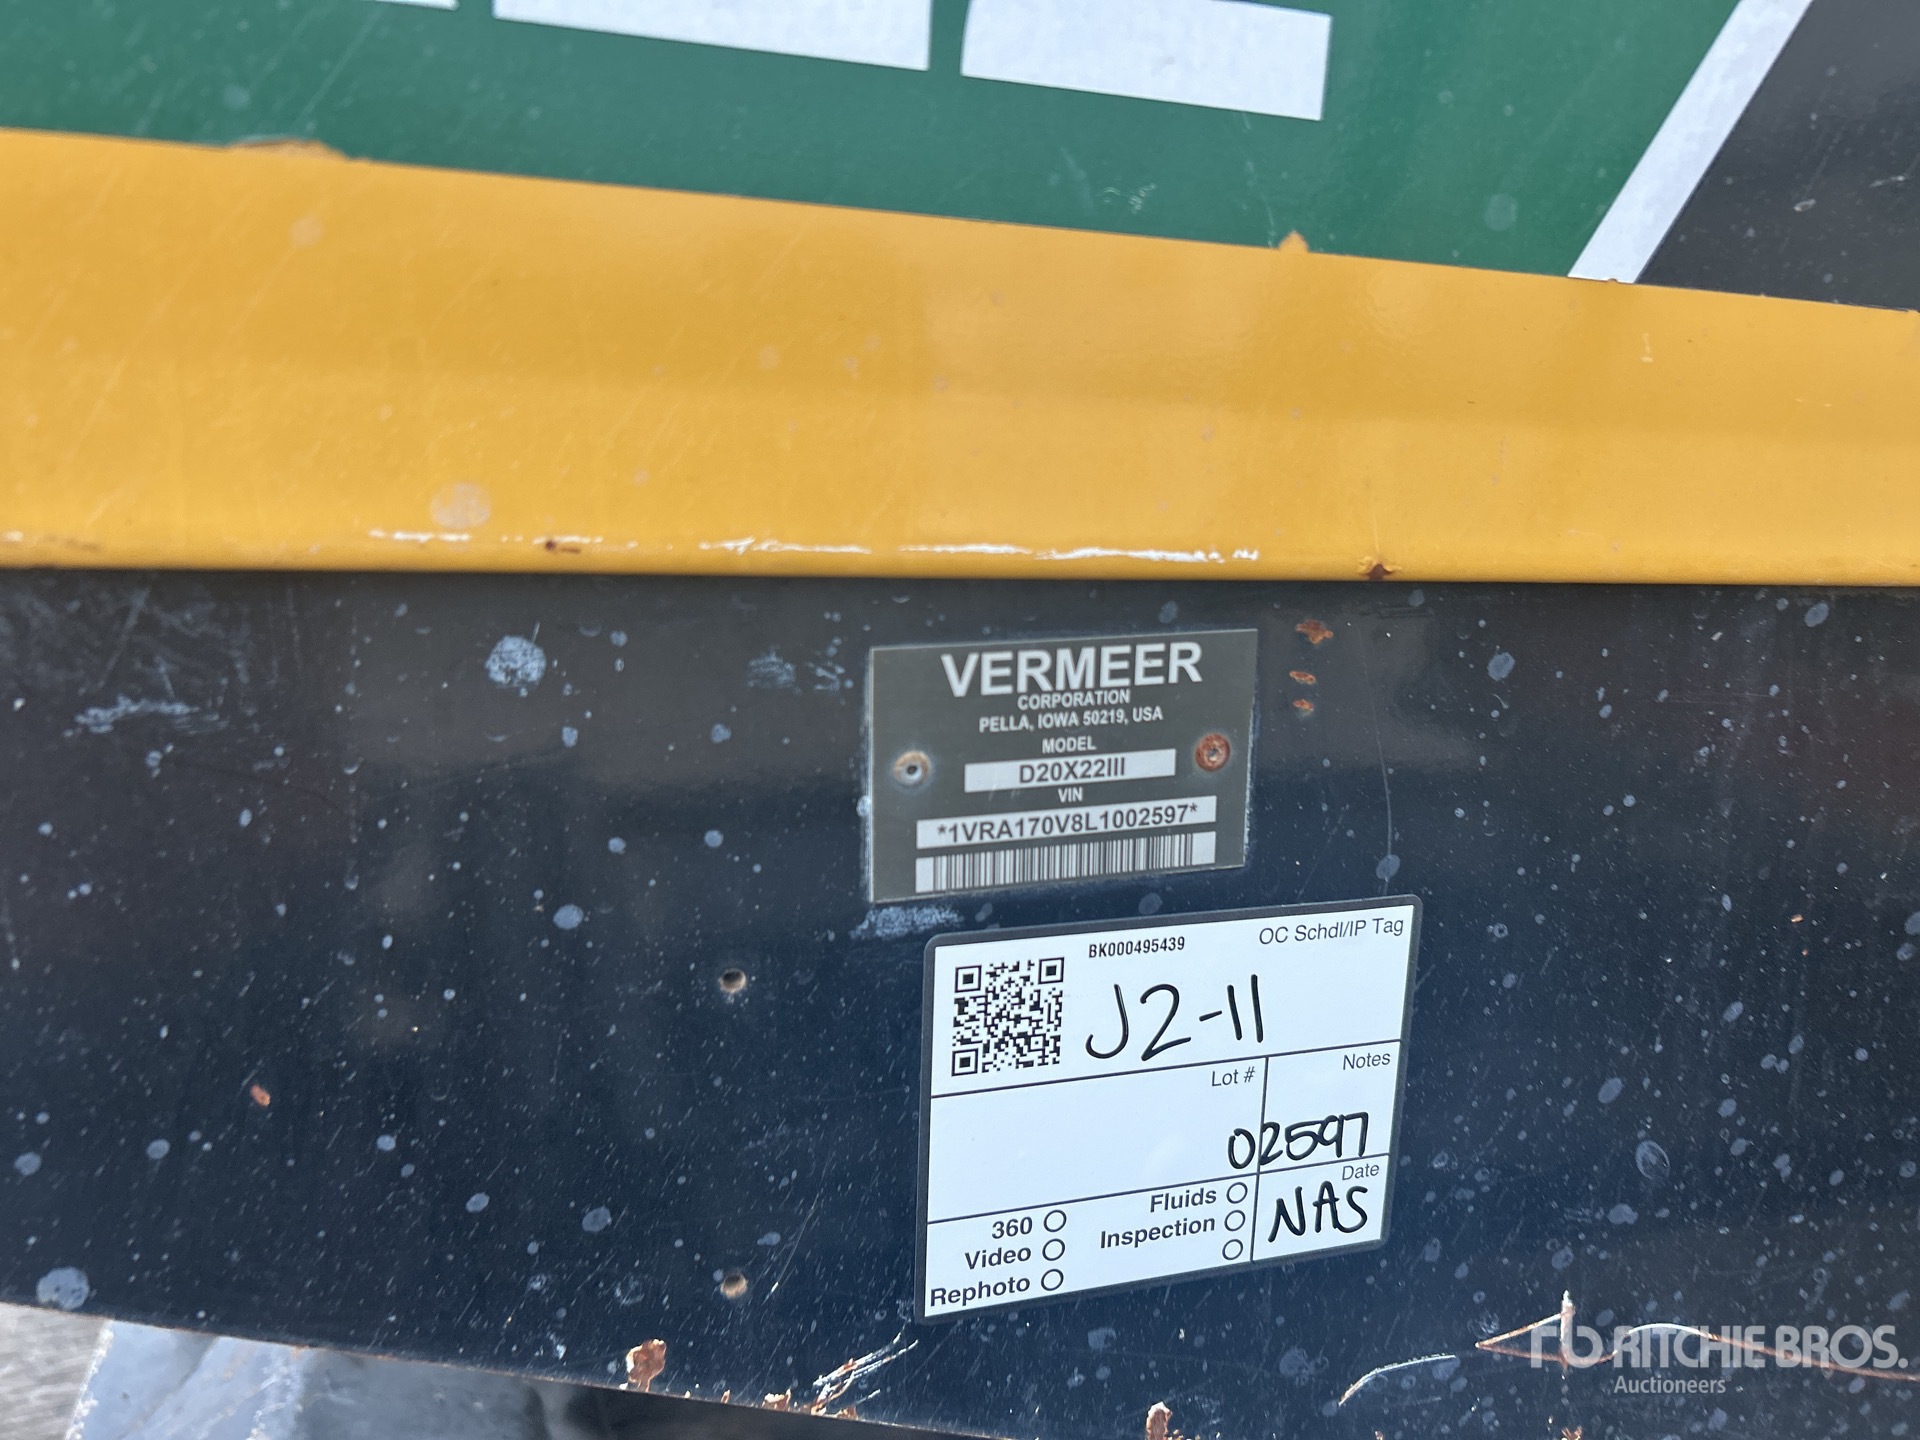 VERMEER
CORPORATION
PELLA, IOWA 50219, USA
MODEL
D20X22III
VIN
*1VRA170V8L1002597*
BK000495439
OC Schdl/IP Tag
J2-11
Lot #
Notes
02597
Date
NAS
360
Video
Rephoto
Fluids
Inspection
rb RITCHIE BROS.
Auctioneers